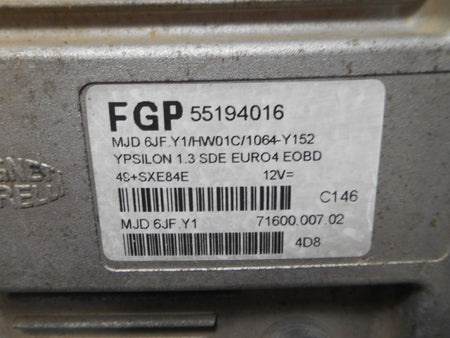 FGP 55194016
MJD 6JF.Y1/HW01C/1064-Y152
YPSILON 1.3 SDE EURO4 EOBD
49+SXE84E 12V=
C146
MJD 6JF.Y1 71600.007.02
4D8